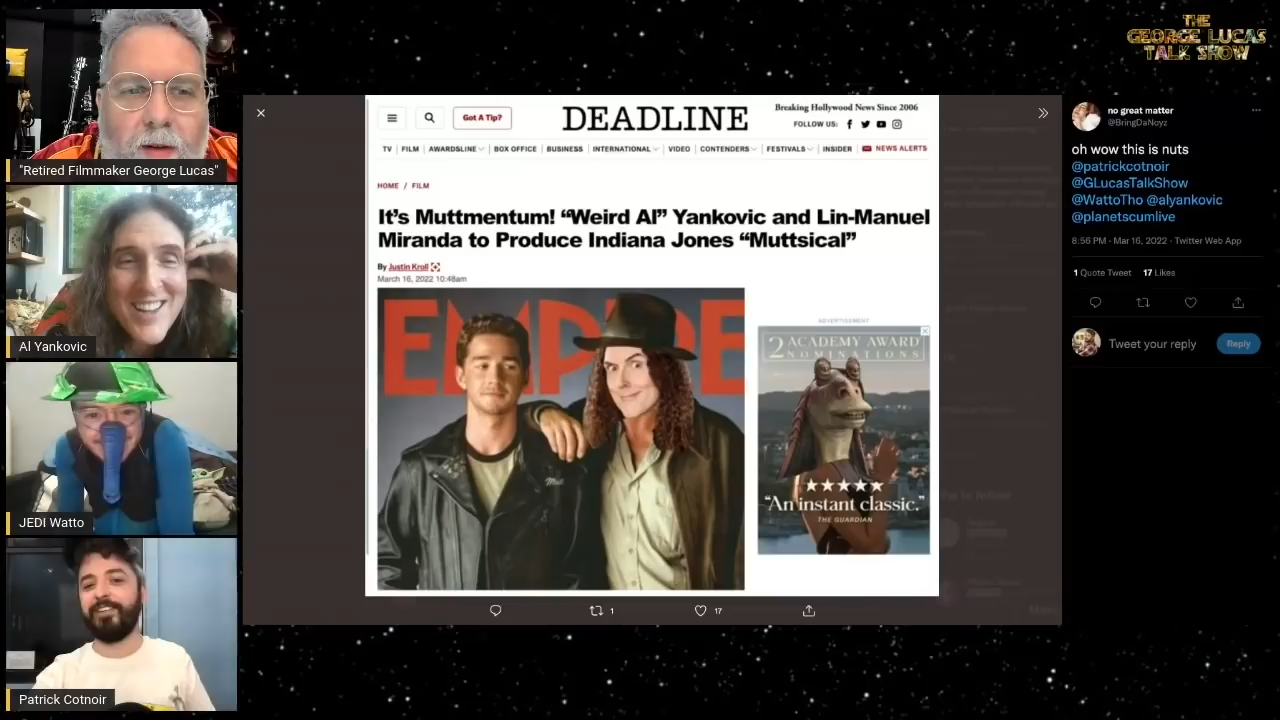 "Retired Filmmaker George Lucas"
Al Yankovic
JEDI Watto
Patrick Cotnoir
Got A Tip?
DEADLINE
Breaking Hollywood News Since 2006
FOLLOW US:
TV FILM AWARDSLINE BOX OFFICE BUSINESS INTERNATIONAL VIDEO CONTENDERS FESTIVALS INSIDER NEWS ALERTS
HOME / FILM
It's Muttmentum! “Weird Al” Yankovic and Lin-Manuel
Miranda to Produce Indiana Jones “Muttsical”
By Justin Kroll
March 16, 2022 10:48am
EMPIRE
Mutt
ADVERTISEMENT
2 ACADEMY AWARD
NOMINATIONS
★★★★★
“An instant classic.”
THE GUARDIAN
1
17
THE
GEORGE LUCAS
TALK SHOW
no great matter
@BringDaNoyz
oh wow this is nuts
@patrickcotnoir
@GLucasTalkShow
@WattoTho @alyankovic
@planetscumlive
8:56 PM · Mar 16, 2022 · Twitter Web App
1 Quote Tweet 17 Likes
Tweet your reply
Reply